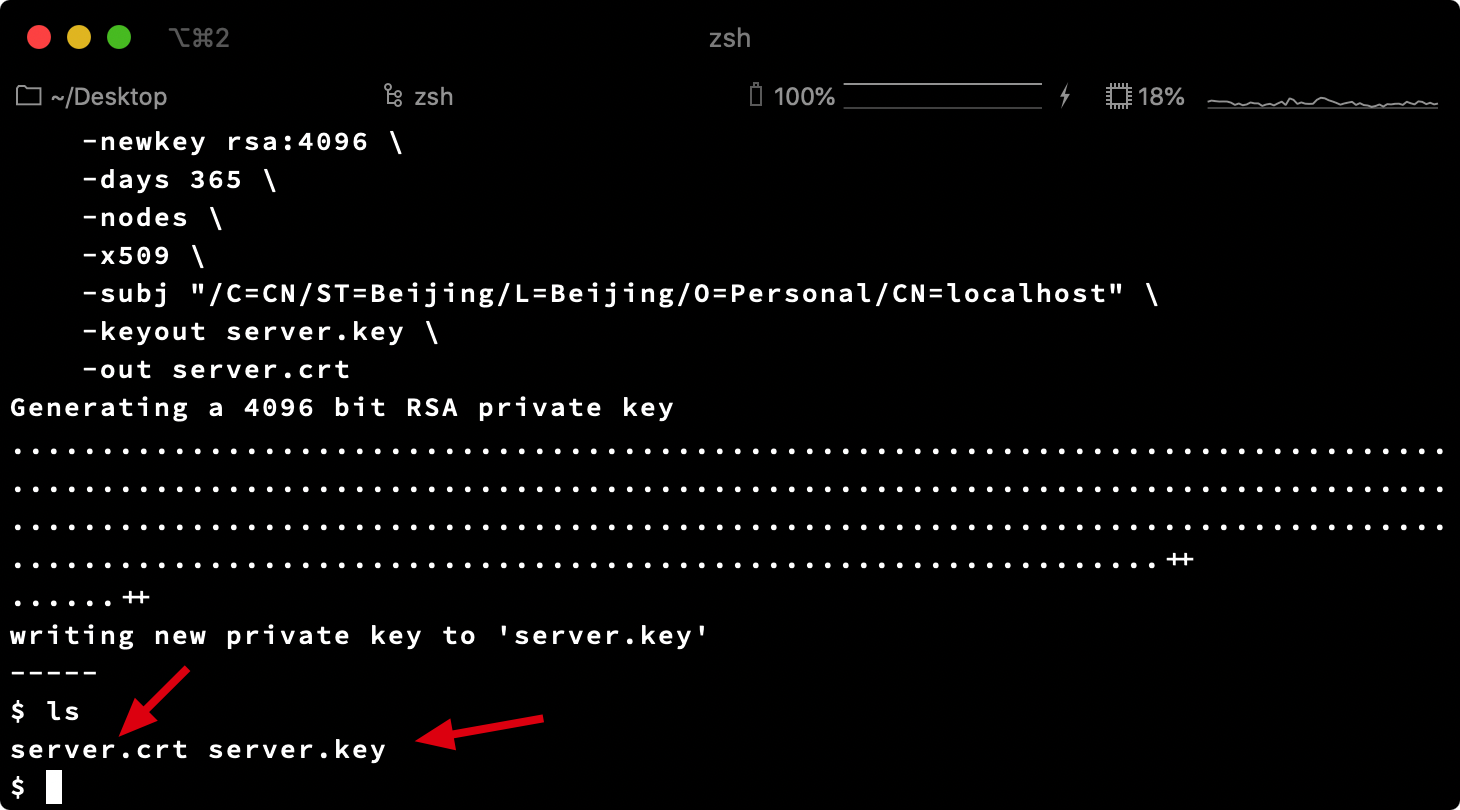 ⌥⌘2 zsh
~/Desktop zsh 100% 18%
-newkey rsa:4096 \
-days 365 \
-nodes \
-x509 \
-subj "/C=CN/ST=Beijing/L=Beijing/O=Personal/CN=localhost" \
-keyout server.key \
-out server.crt
Generating a 4096 bit RSA private key
................................................................................
................................................................................
................................................................................
................................................................++
......++
writing new private key to 'server.key'
-----
$ ls
server.crt server.key
$